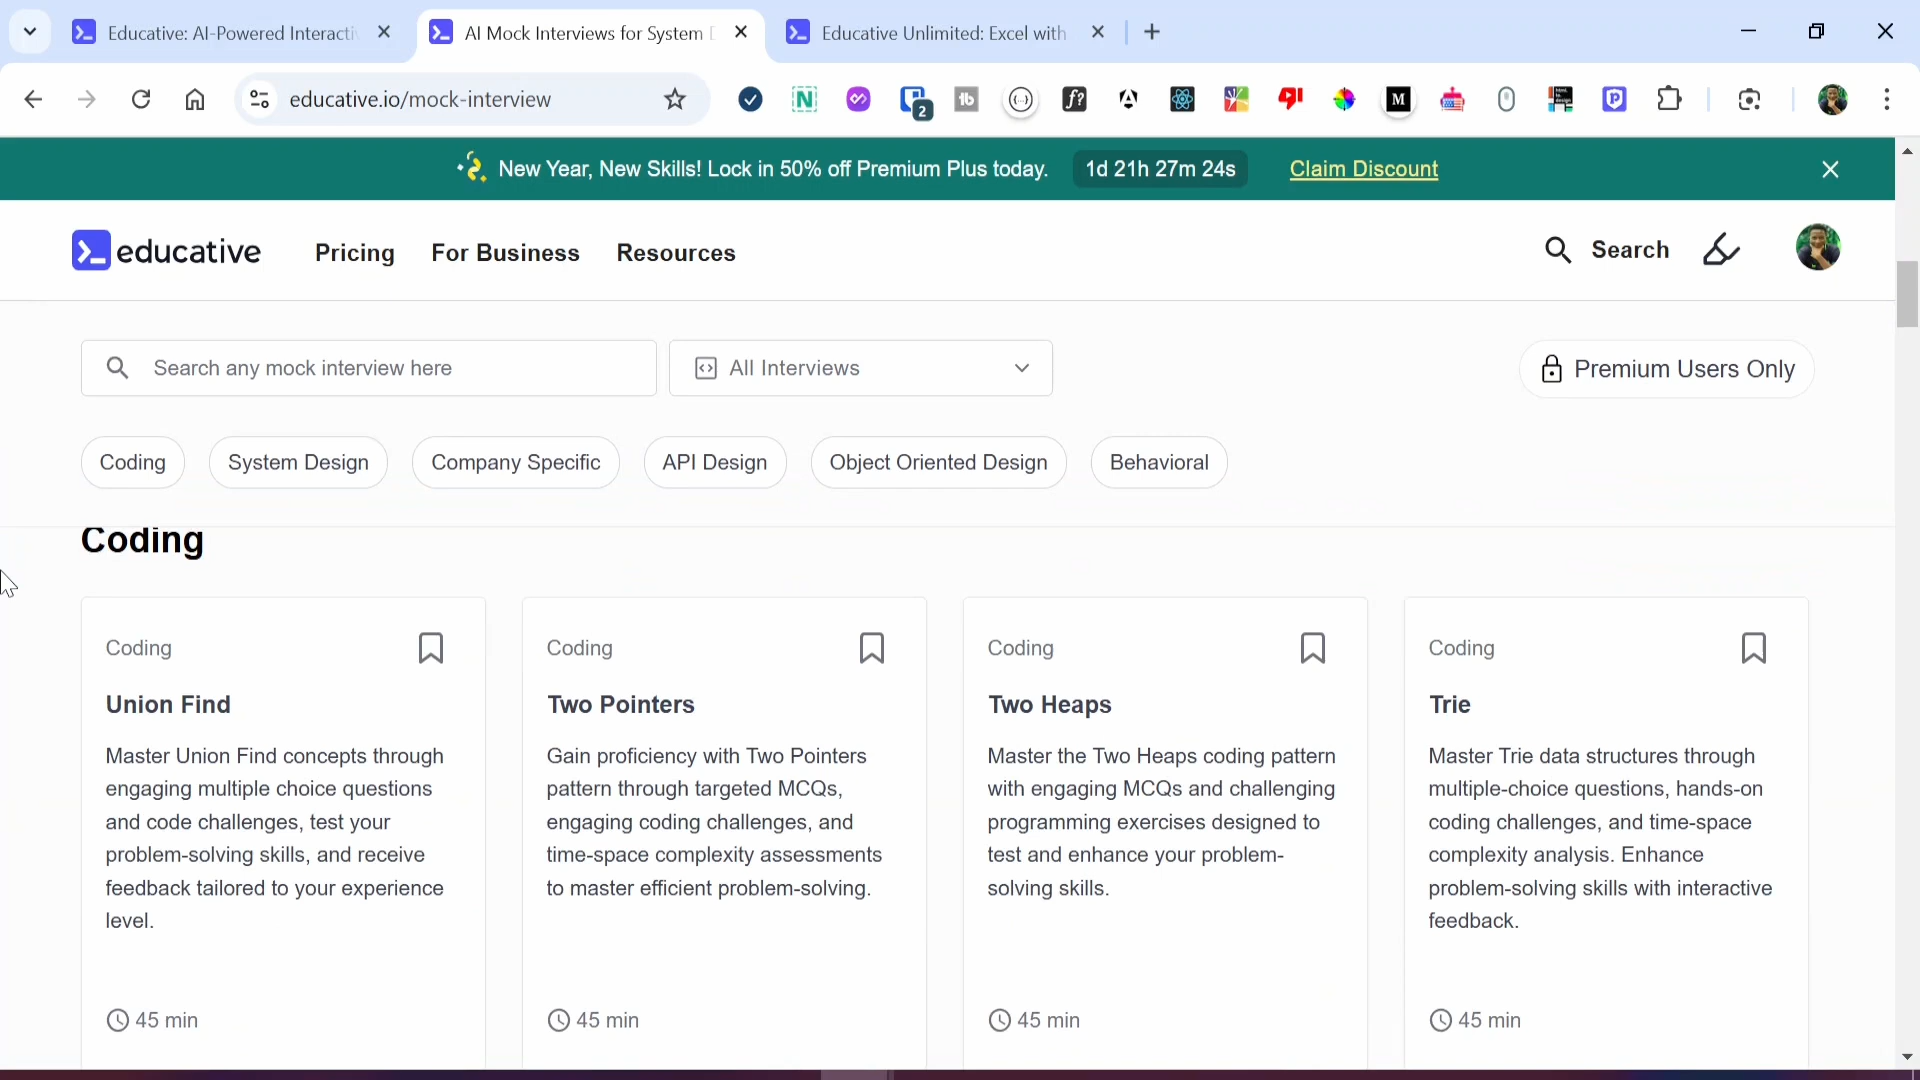 Educative: AI-Powered Interacti
AI Mock Interviews for System D
Educative Unlimited: Excel with
educative.io/mock-interview
2
New Year, New Skills! Lock in 50% off Premium Plus today.
1d 21h 27m 24s
Claim Discount
educative
Pricing
For Business
Resources
Search
Search any mock interview here
All Interviews
Premium Users Only
Coding
System Design
Company Specific
API Design
Object Oriented Design
Behavioral
Coding
Coding
Union Find
Master Union Find concepts through
engaging multiple choice questions
and code challenges, test your
problem-solving skills, and receive
feedback tailored to your experience
level.
45 min
Coding
Two Pointers
Gain proficiency with Two Pointers
pattern through targeted MCQs,
engaging coding challenges, and
time-space complexity assessments
to master efficient problem-solving.
45 min
Coding
Two Heaps
Master the Two Heaps coding pattern
with engaging MCQs and challenging
programming exercises designed to
test and enhance your problem-
solving skills.
45 min
Coding
Trie
Master Trie data structures through
multiple-choice questions, hands-on
coding challenges, and time-space
complexity analysis. Enhance
problem-solving skills with interactive
feedback.
45 min